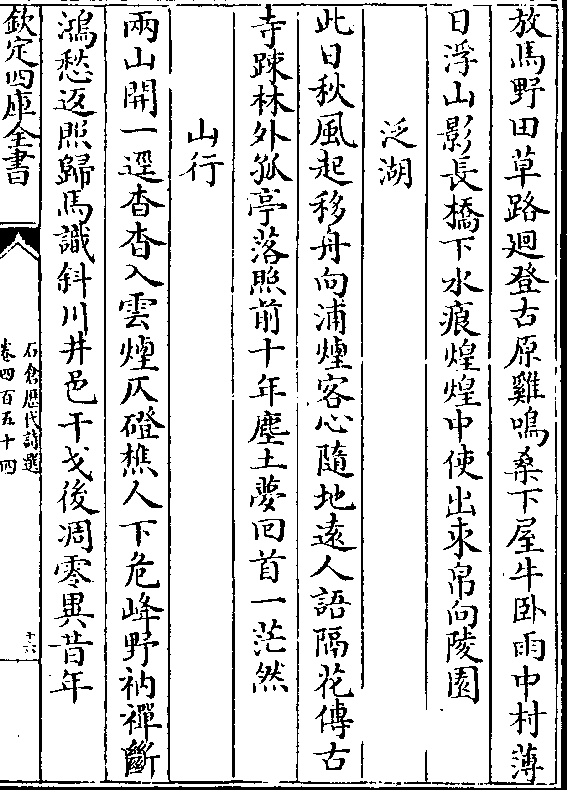 放馬野田草路廻登古原雞鳴桑下屋牛卧雨中村薄
日浮山影長橋下水痕煌煌中使出求帛向陵園
泛湖
此日秋風起移舟向浦煙客心隨地遠人語隔花傳古
寺踈林外孤亭落照前十年塵土夢回首一茫然
山行
兩山開一逕杳杳入雲煙仄磴樵人下危峰野衲禪斷
鴻愁返照歸馬識斜川井邑干戈後凋零異昔年
欽定四庫全書
石倉歴代詩選
卷四百五十四
十六